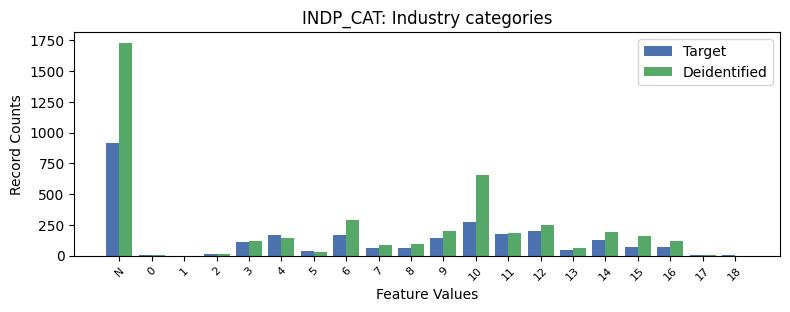 INDP_CAT: Industry categories
1750
1500
1250
1000
750
500
250
0
Record Counts
Target
Deidentified
N 0 1 2 3 4 5 6 7 8 9 10 11 12 13 14 15 16 17 18
Feature Values